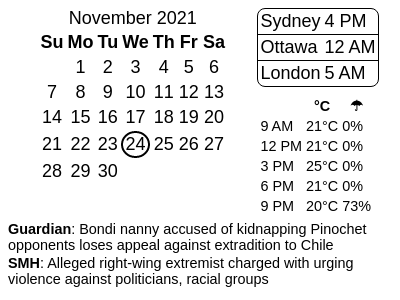 November 2021
Su Mo Tu We Th Fr Sa
1 2 3 4 5 6
7 8 9 10 11 12 13
14 15 16 17 18 19 20
21 22 23 24 25 26 27
28 29 30
Sydney 4 PM
Ottawa 12 AM
London 5 AM
°C ☂
9 AM 21°C 0%
12 PM 21°C 0%
3 PM 25°C 0%
6 PM 21°C 0%
9 PM 20°C 73%
Guardian: Bondi nanny accused of kidnapping Pinochet
opponents loses appeal against extradition to Chile
SMH: Alleged right-wing extremist charged with urging
violence against politicians, racial groups